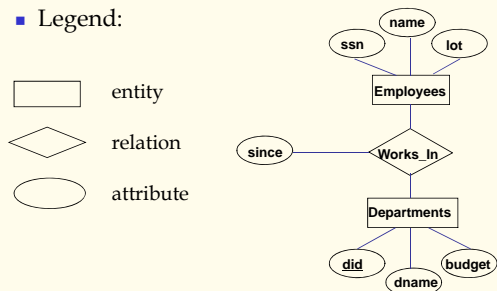 Legend:
entity
relation
attribute
name
ssn
lot
Employees
since
Works_In
Departments
did
budget
dname